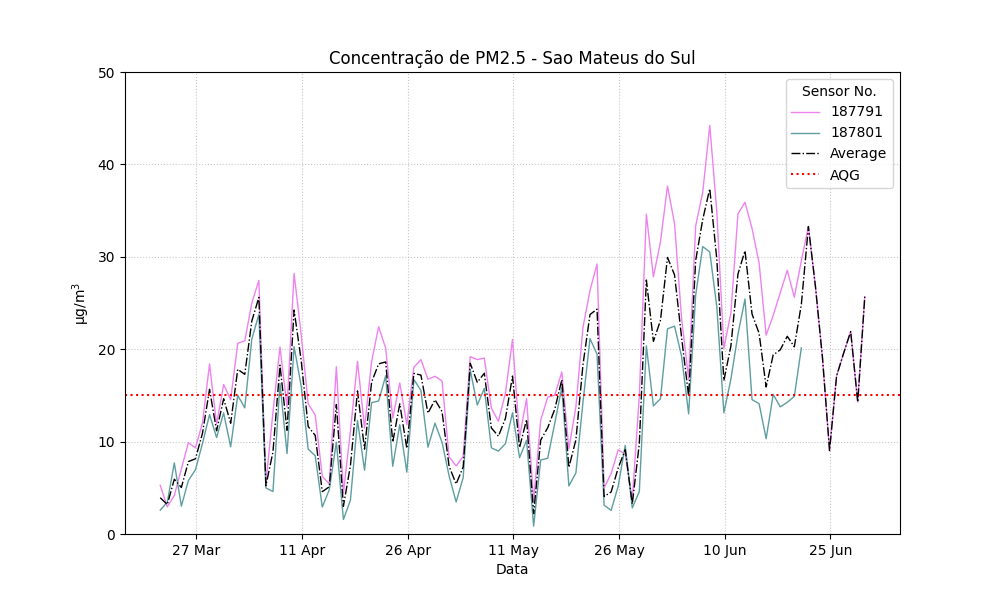 Concentração de PM2.5 - Sao Mateus do Sul
Sensor No.
187791
187801
Average
AQG
50
40
30
20
10
0
µg/m³
27 Mar
11 Apr
26 Apr
11 May
26 May
10 Jun
25 Jun
Data